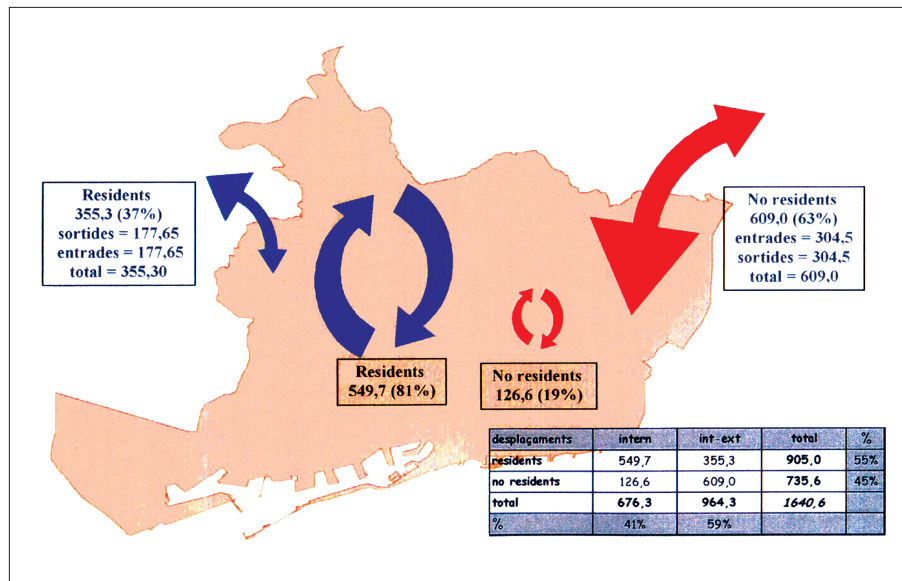 Residents
355,3 (37%)
sortides = 177,65
entrades = 177,65
total = 355,30
No residents
609,0 (63%)
entrades = 304,5
sortides = 304,5
total = 609,0
Residents
549,7 (81%)
No residents
126,6 (19%)
desplaçaments intern int-ext total %
residents 549,7 355,3 905,0 55%
no residents 126,6 609,0 735,6 45%
total 676,3 964,3 1640,6
% 41% 59%